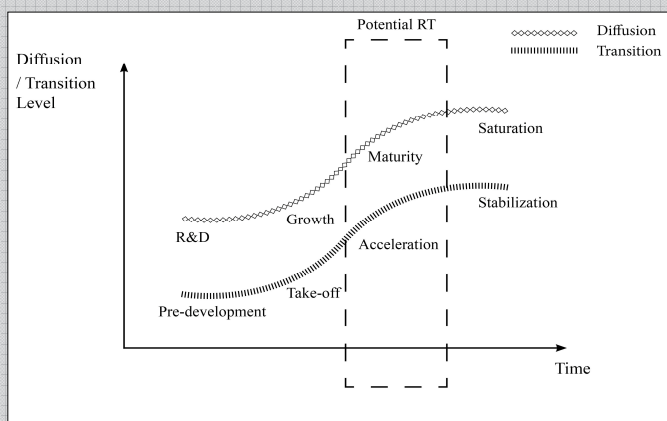 Potential RT
Diffusion
Transition
Diffusion
/ Transition
Level
Saturation
Maturity
Growth
R&D
Stabilization
Acceleration
Take-off
Pre-development
Time